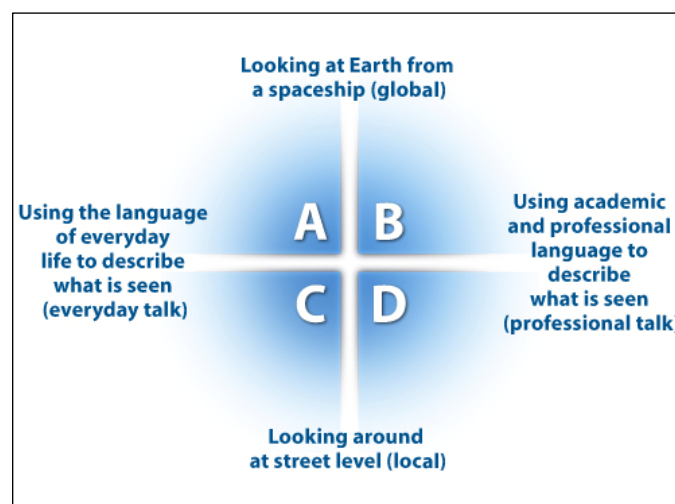 Looking at Earth from
a spaceship (global)
Using the language
of everyday
life to describe
what is seen
(everyday talk)
A
B
Using academic
and professional
language to
describe
what is seen
(professional talk)
C
D
Looking around
at street level (local)